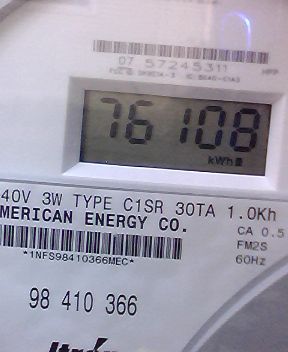 07 57245311
76108
kWh
40V 3W TYPE C1SR 30TA 1.0Kh
MERICAN ENERGY CO.
CA 0.5
FM2S
*1NFS98410366MEC*
60Hz
98 410 366
Itrón